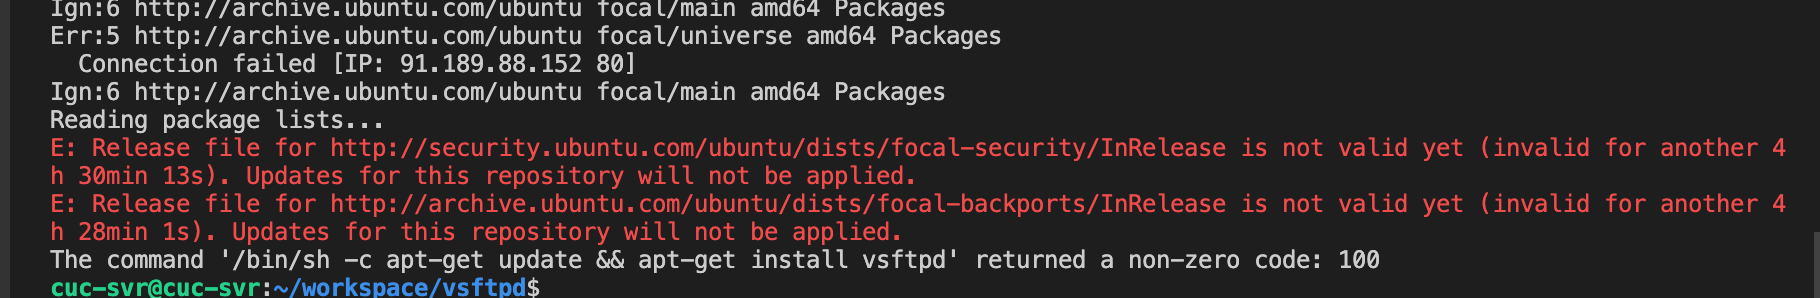 Ign:6 http://archive.ubuntu.com/ubuntu focal/main amd64 Packages
Err:5 http://archive.ubuntu.com/ubuntu focal/universe amd64 Packages
  Connection failed [IP: 91.189.88.152 80]
Ign:6 http://archive.ubuntu.com/ubuntu focal/main amd64 Packages
Reading package lists...
E: Release file for http://security.ubuntu.com/ubuntu/dists/focal-security/InRelease is not valid yet (invalid for another 4
h 30min 13s). Updates for this repository will not be applied.
E: Release file for http://archive.ubuntu.com/ubuntu/dists/focal-backports/InRelease is not valid yet (invalid for another 4
h 28min 1s). Updates for this repository will not be applied.
The command '/bin/sh -c apt-get update && apt-get install vsftpd' returned a non-zero code: 100
cuc-svr@cuc-svr:~/workspace/vsftpd$